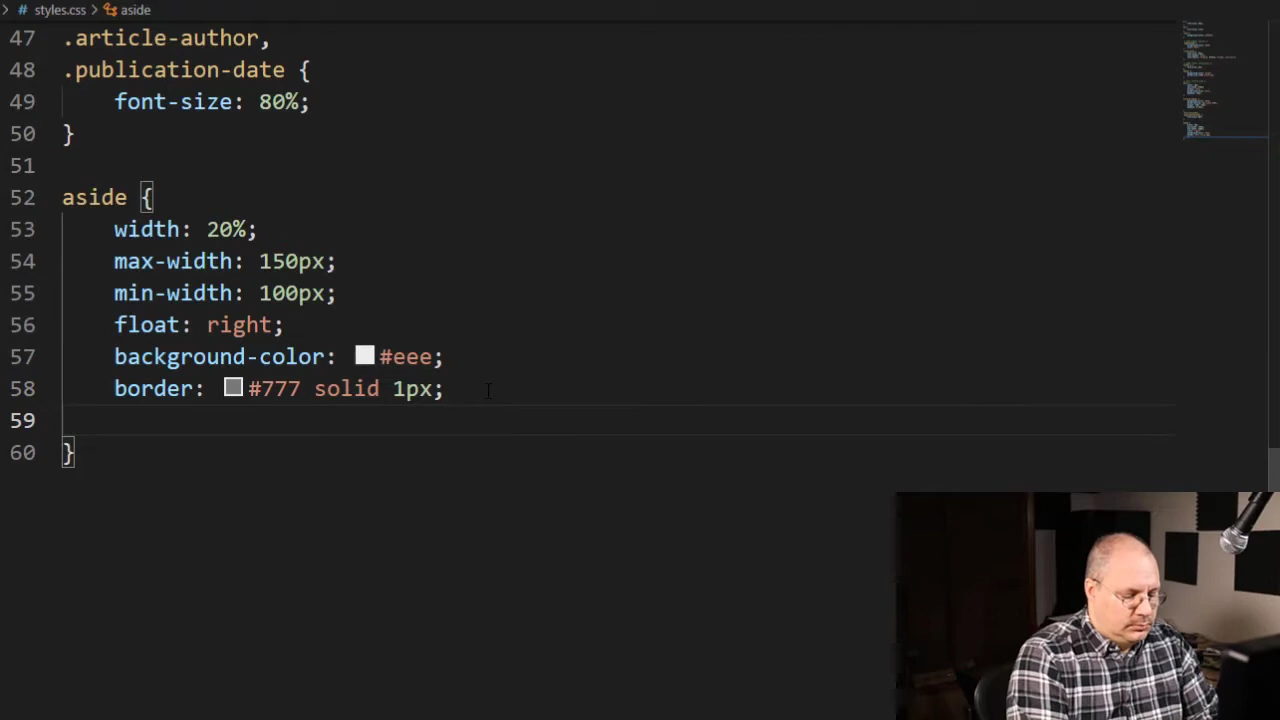 > # styles.css > aside
47 .article-author,
48 .publication-date {
49 font-size: 80%;
50 }
51
52 aside {
53 width: 20%;
54 max-width: 150px;
55 min-width: 100px;
56 float: right;
57 background-color: #eee;
58 border: #777 solid 1px;
59
60 }